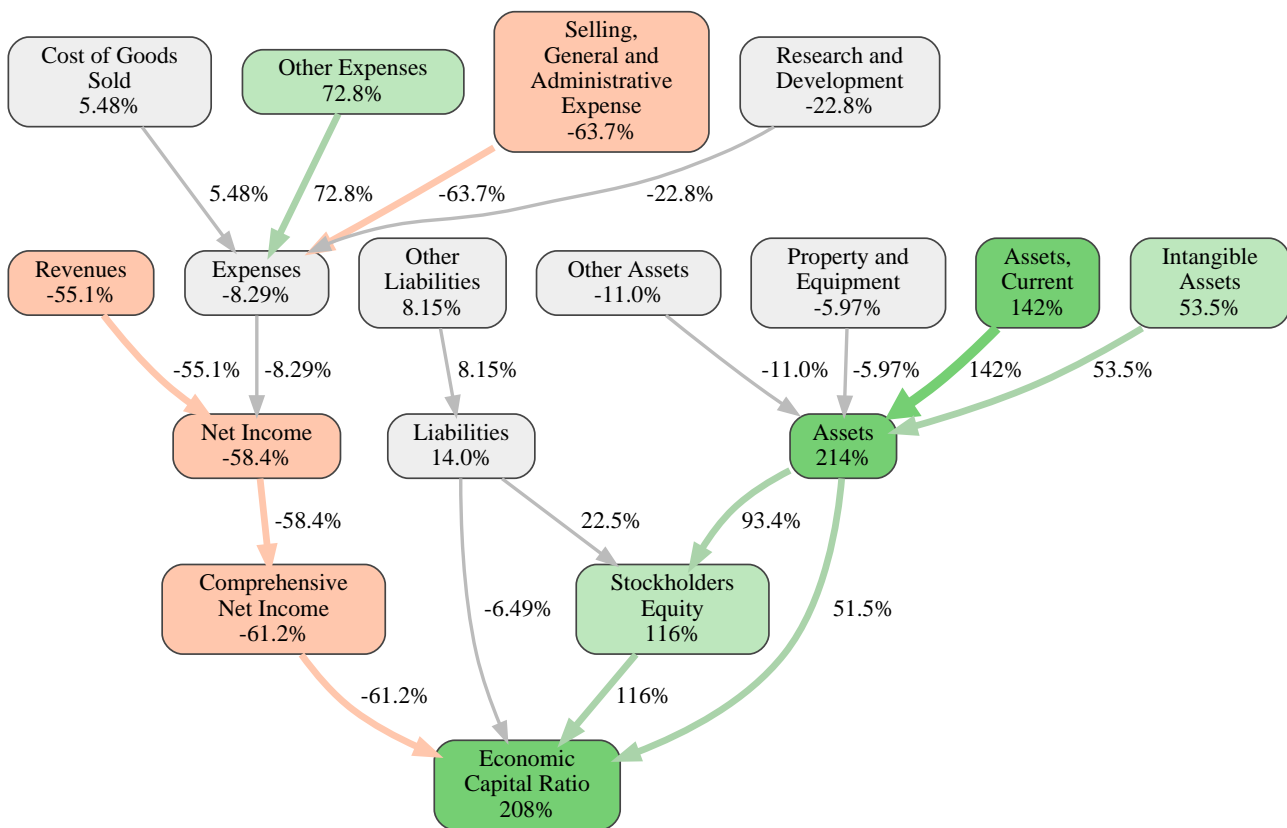 Cost of Goods
Sold
5.48%
Other Expenses
72.8%
Selling,
General and
Administrative
Expense
-63.7%
Research and
Development
-22.8%
5.48%
72.8%
-63.7%
-22.8%
Revenues
-55.1%
Expenses
-8.29%
Other
Liabilities
8.15%
Other Assets
-11.0%
Property and
Equipment
-5.97%
Assets,
Current
142%
Intangible
Assets
53.5%
-55.1%
-8.29%
8.15%
-11.0%
-5.97%
142%
53.5%
Net Income
-58.4%
Liabilities
14.0%
Assets
214%
-58.4%
22.5%
93.4%
Comprehensive
Net Income
-61.2%
-6.49%
Stockholders
Equity
116%
51.5%
-61.2%
116%
Economic
Capital Ratio
208%